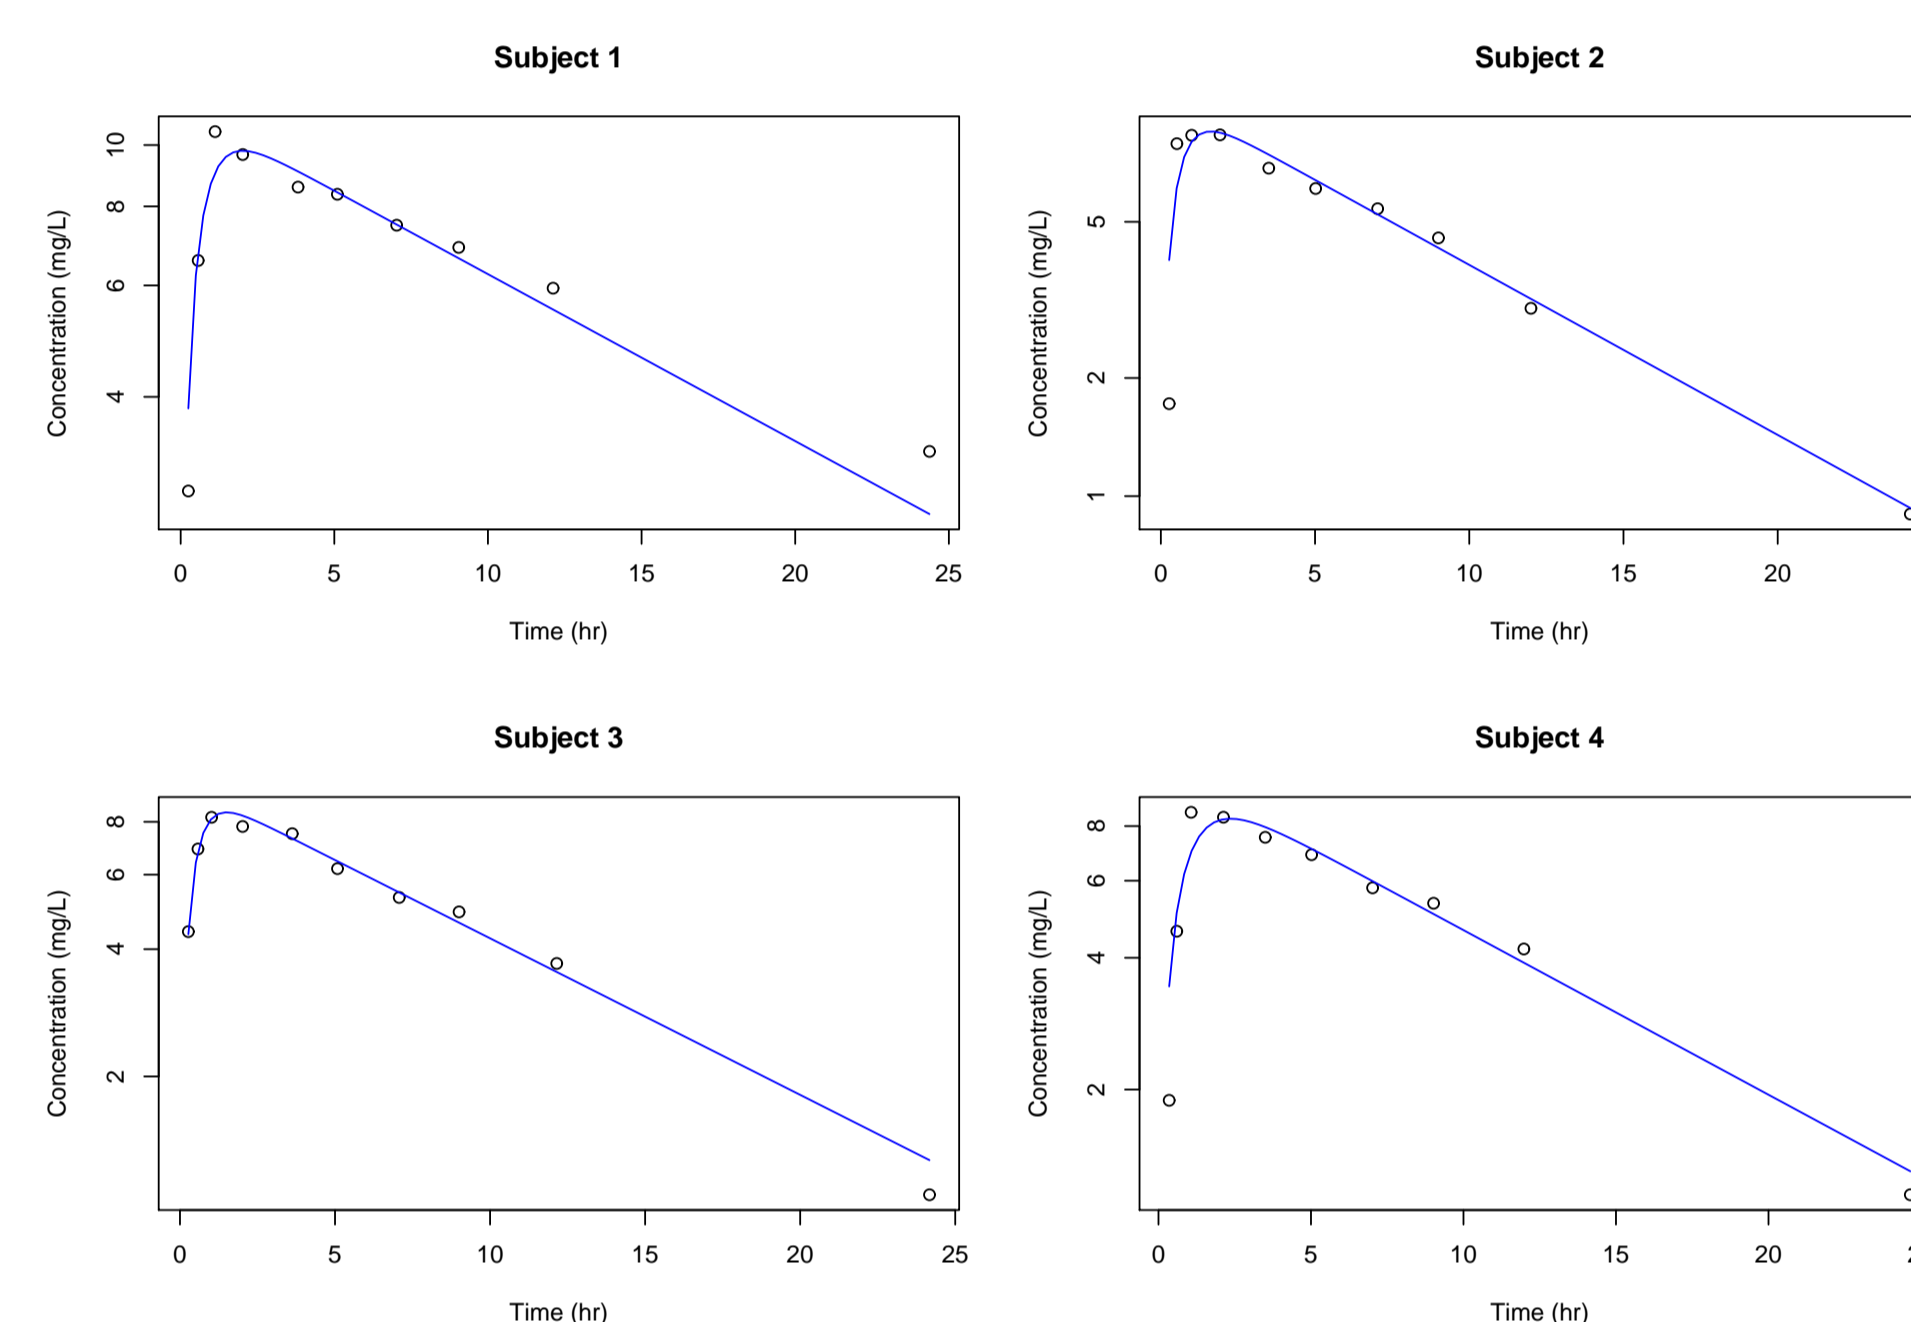 Subject 1
Concentration (mg/L)
10
8
6
4
0 5 10 15 20 25
Time (hr)
Subject 2
Concentration (mg/L)
5
2
1
0 5 10 15 20
Time (hr)
Subject 3
Concentration (mg/L)
8
6
4
2
0 5 10 15 20 25
Time (hr)
Subject 4
Concentration (mg/L)
8
6
4
2
0 5 10 15 20
Time (hr)